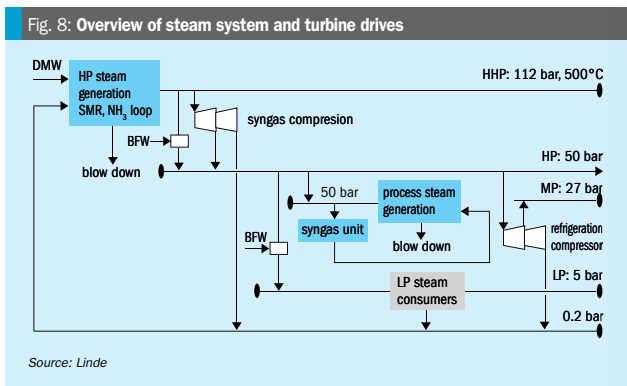 Fig. 8: Overview of steam system and turbine drives
DMW
HP steam
generation
SMR, NH3 loop
HHP: 112 bar, 500°C
syngas compresion
BFW
blow down
HP: 50 bar
MP: 27 bar
50 bar
process steam
generation
syngas unit
blow down
refrigeration
compressor
BFW
LP steam
consumers
LP: 5 bar
0.2 bar
Source: Linde